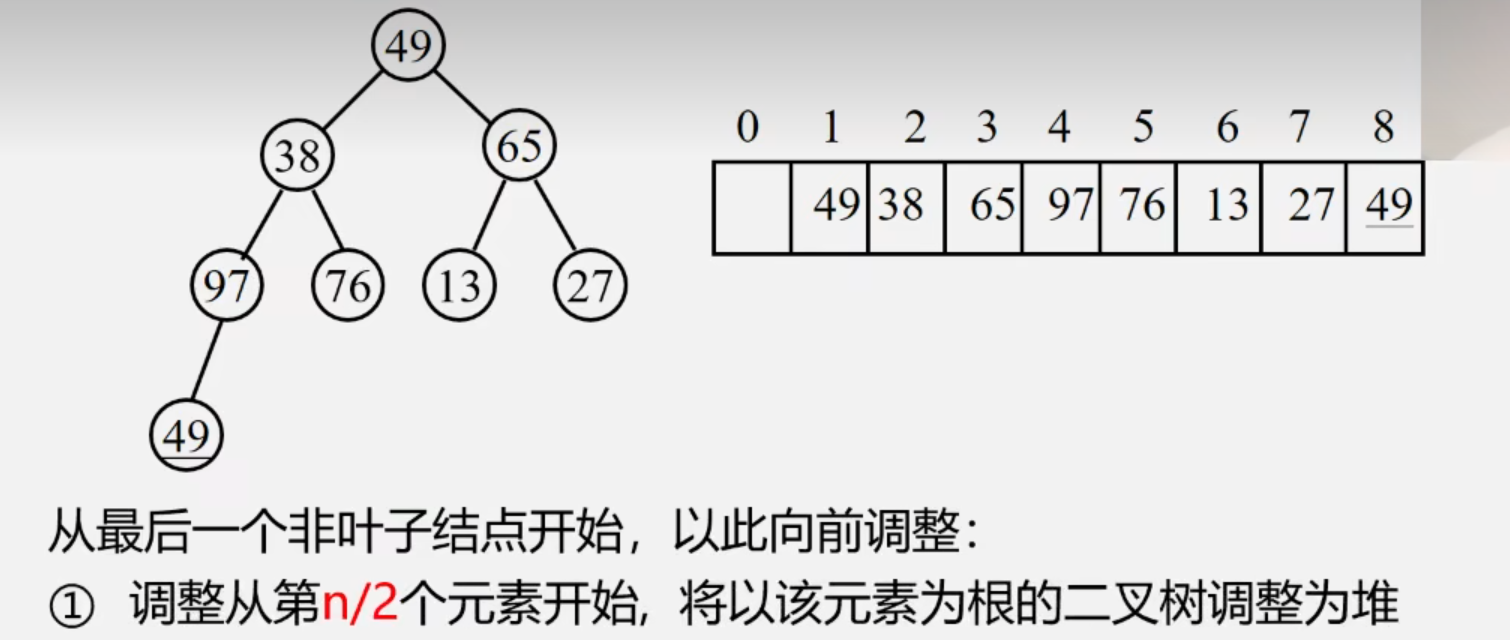 49
38 65
97 76 13 27
49
0 1 2 3 4 5 6 7 8
49 38 65 97 76 13 27 49
从最后一个非叶子结点开始，以此向前调整：
① 调整从第n/2个元素开始, 将以该元素为根的二叉树调整为堆